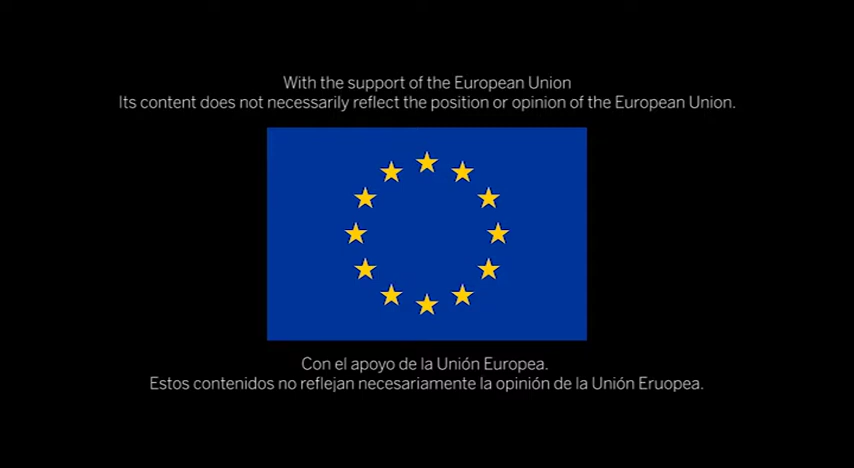 With the support of the European Union
Its content does not necessarily reflect the position or opinion of the European Union.
Con el apoyo de la Unión Europea.
Estos contenidos no reflejan necesariamente la opinión de la Unión Eruopea.